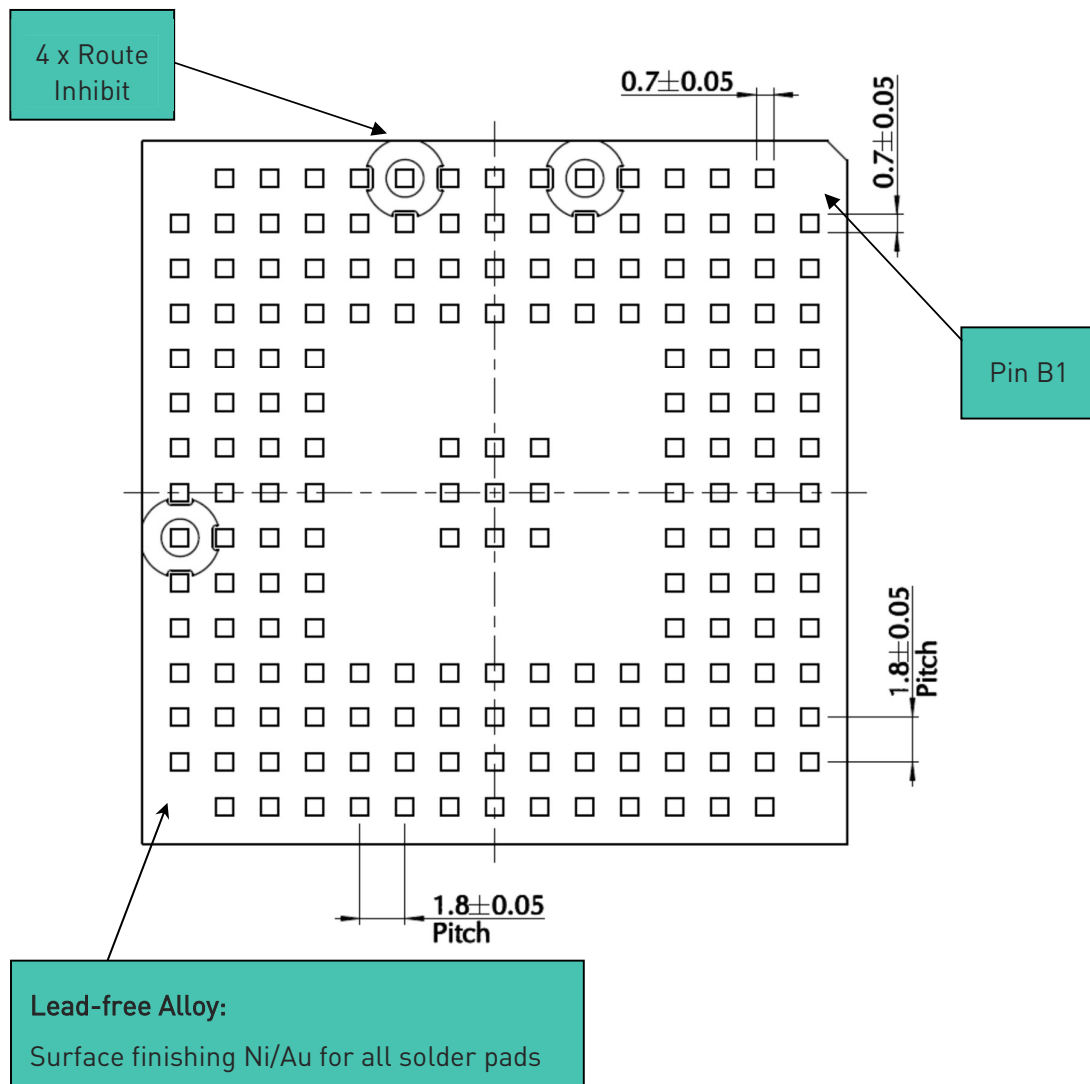 4 x Route
Inhibit
0.7±0.05
0.7±0.05
Pin B1
1.8±0.05
Pitch
1.8±0.05
Pitch
Lead-free Alloy:
Surface finishing Ni/Au for all solder pads